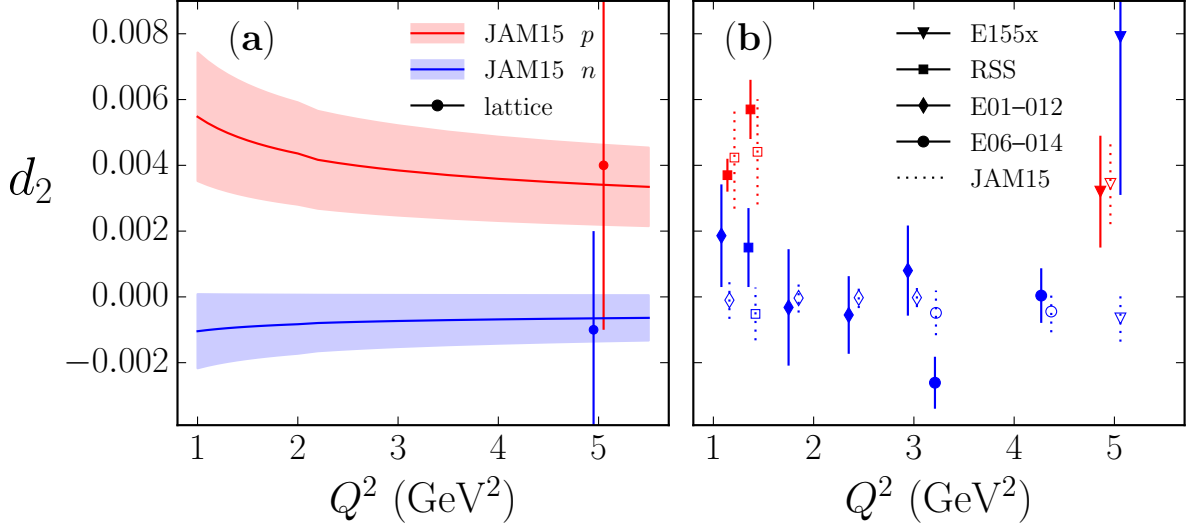 (a)
JAM15 p
JAM15 n
lattice
d₂
0.008
0.006
0.004
0.002
0.000
−0.002
1 2 3 4 5
Q² (GeV²)
(b)
E155x
RSS
E01–012
E06–014
JAM15
1 2 3 4 5
Q² (GeV²)